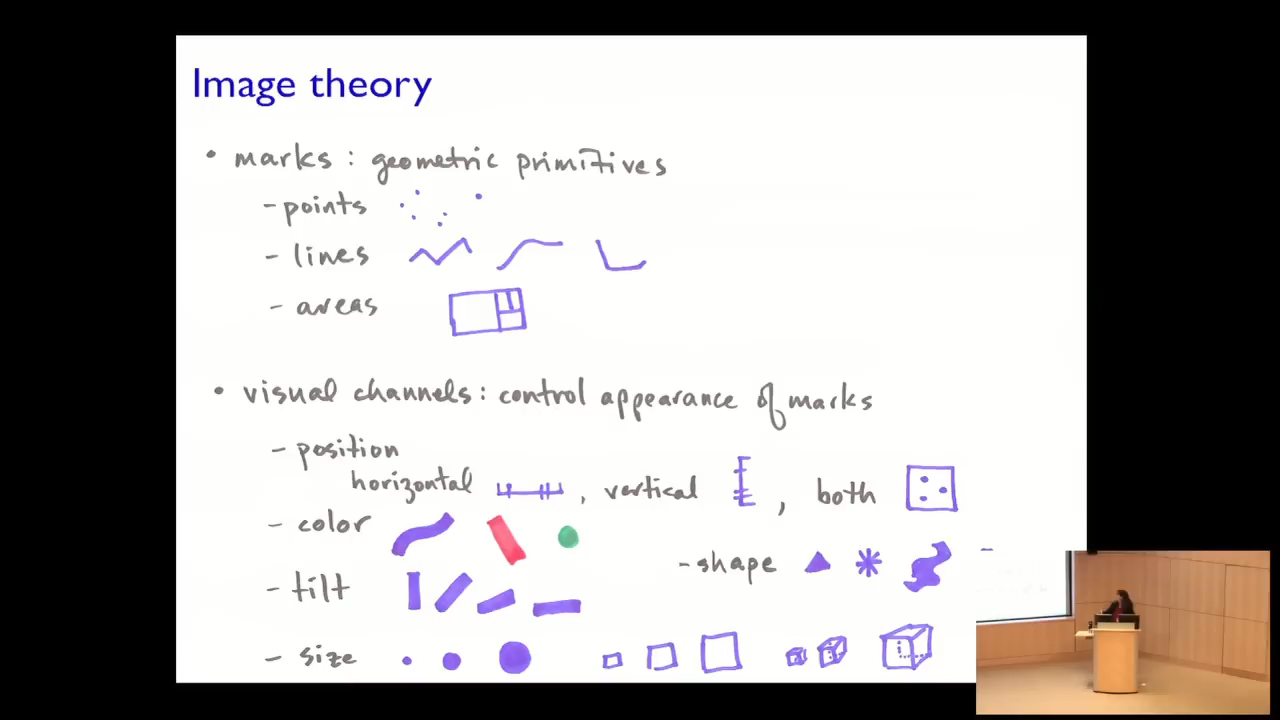 Image theory
• marks : geometric primitives
- points
- lines
- areas
• visual channels : control appearance of marks
- position
horizontal , vertical , both
- color
- shape
- tilt
- size